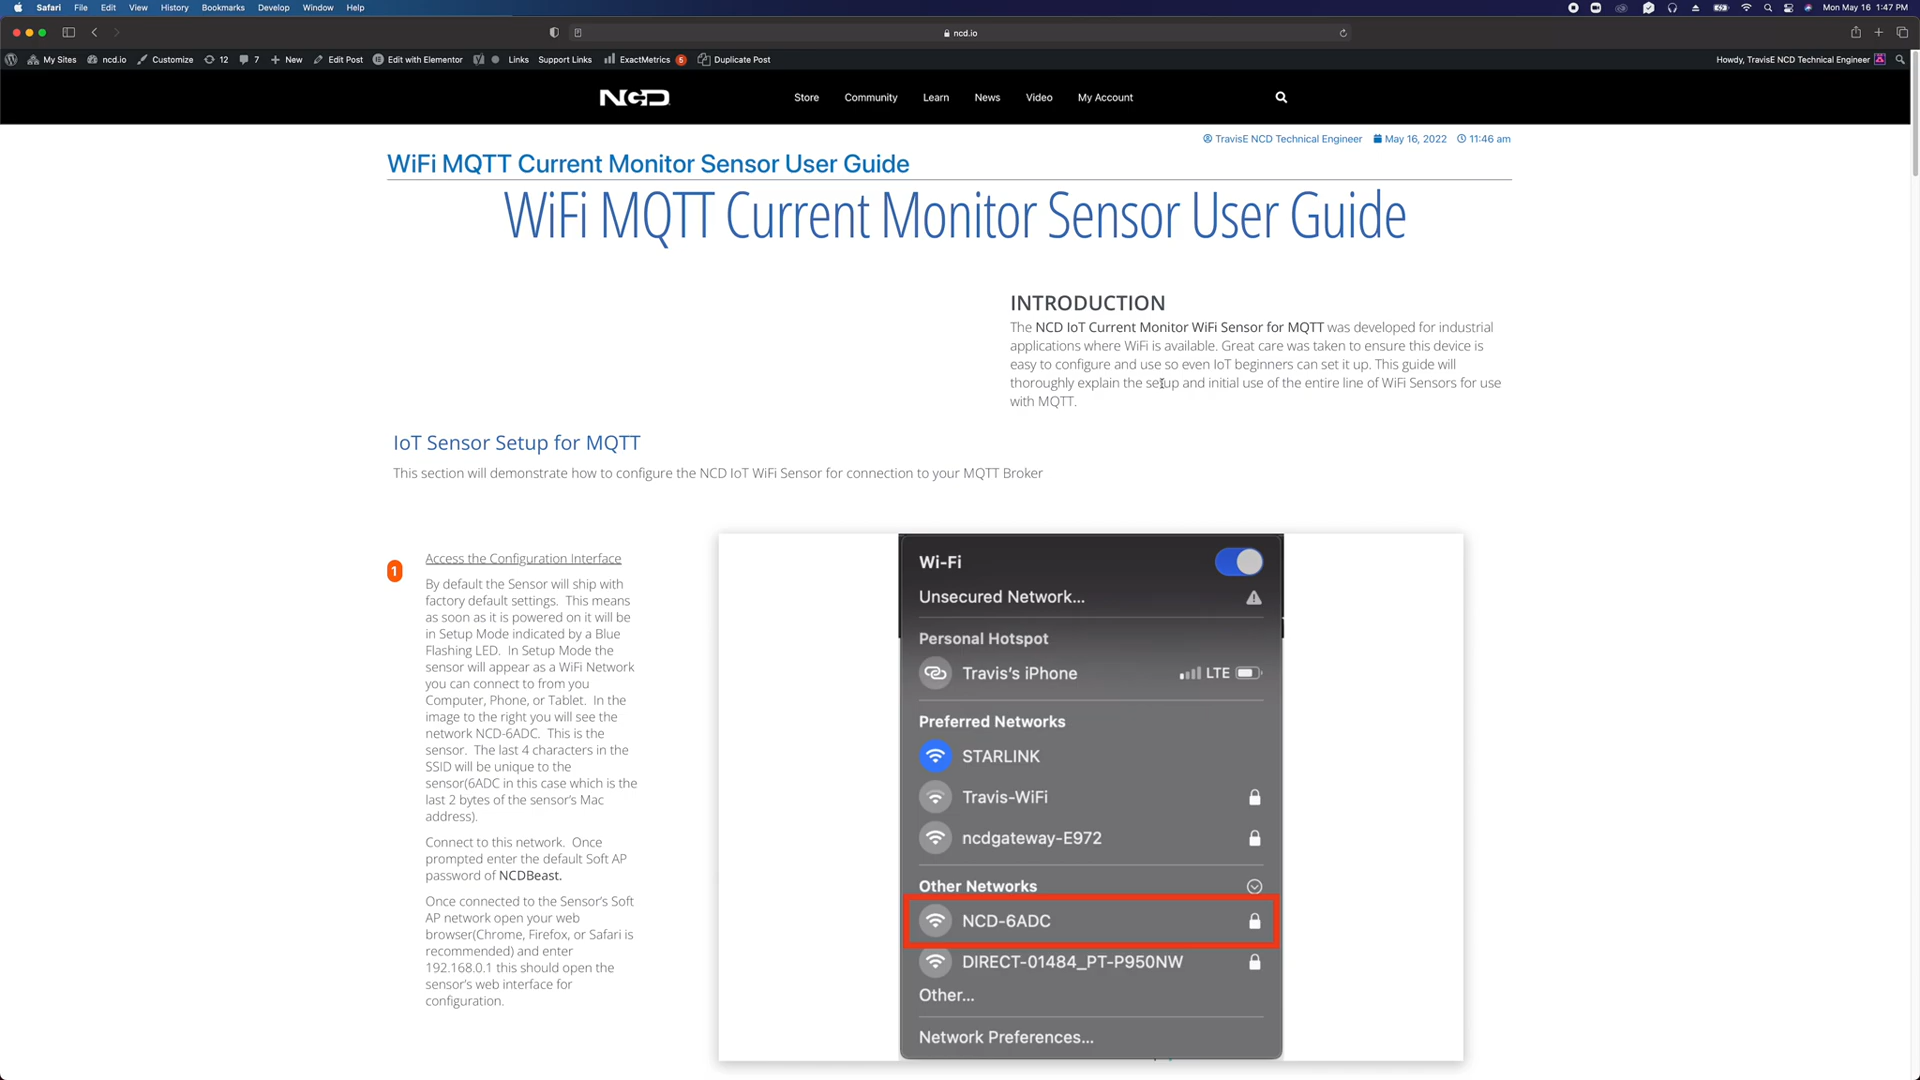 Safari File Edit View History Bookmarks Develop Window Help Mon May 16 1:47 PM
ncd.io
My Sites ncd.io Customize 12 7 New Edit Post Edit with Elementor Links Support Links ExactMetrics 5 Duplicate Post Howdy, TravisE NCD Technical Engineer
NCD Store Community Learn News Video My Account
TravisE NCD Technical Engineer May 16, 2022 11:46 am
WiFi MQTT Current Monitor Sensor User Guide
WiFi MQTT Current Monitor Sensor User Guide
INTRODUCTION
The NCD IoT Current Monitor WiFi Sensor for MQTT was developed for industrial
applications where WiFi is available. Great care was taken to ensure this device is
easy to configure and use so even IoT beginners can set it up. This guide will
thoroughly explain the setup and initial use of the entire line of WiFi Sensors for use
with MQTT.
IoT Sensor Setup for MQTT
This section will demonstrate how to configure the NCD IoT WiFi Sensor for connection to your MQTT Broker
1
Access the Configuration Interface
By default the Sensor will ship with
factory default settings. This means
as soon as it is powered on it will be
in Setup Mode indicated by a Blue
Flashing LED. In Setup Mode the
sensor will appear as a WiFi Network
you can connect to from you
Computer, Phone, or Tablet. In the
image to the right you will see the
network NCD-6ADC. This is the
sensor. The last 4 characters in the
SSID will be unique to the
sensor(6ADC in this case which is the
last 2 bytes of the sensor's Mac
address).
Connect to this network. Once
prompted enter the default Soft AP
password of NCDBeast.
Once connected to the Sensor's Soft
AP network open your web
browser(Chrome, Firefox, or Safari is
recommended) and enter
192.168.0.1 this should open the
sensor's web interface for
configuration.
Wi-Fi
Unsecured Network...
Personal Hotspot
Travis's iPhone LTE
Preferred Networks
STARLINK
Travis-WiFi
ncdgateway-E972
Other Networks
NCD-6ADC
DIRECT-01484_PT-P950NW
Other...
Network Preferences...